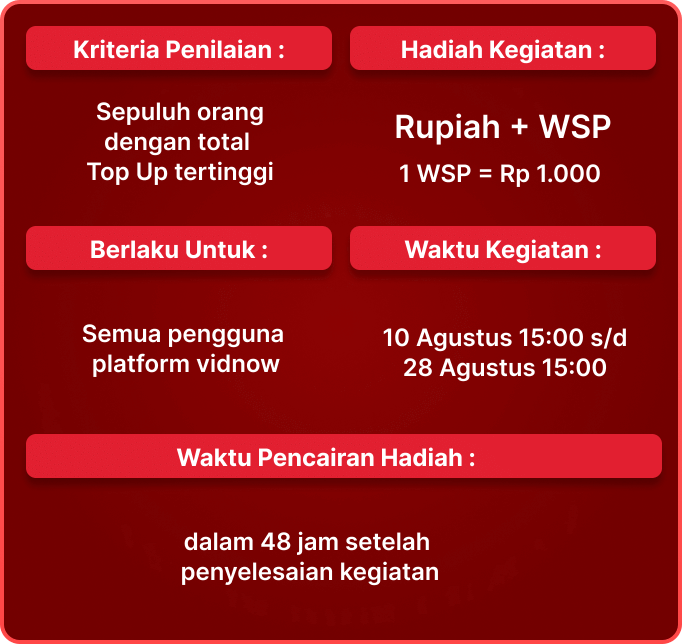 Kriteria Penilaian :
Hadiah Kegiatan :
Sepuluh orang
dengan total
Top Up tertinggi
Rupiah + WSP
1 WSP = Rp 1.000
Berlaku Untuk :
Waktu Kegiatan :
Semua pengguna
platform vidnow
10 Agustus 15:00 s/d
28 Agustus 15:00
Waktu Pencairan Hadiah :
dalam 48 jam setelah
penyelesaian kegiatan